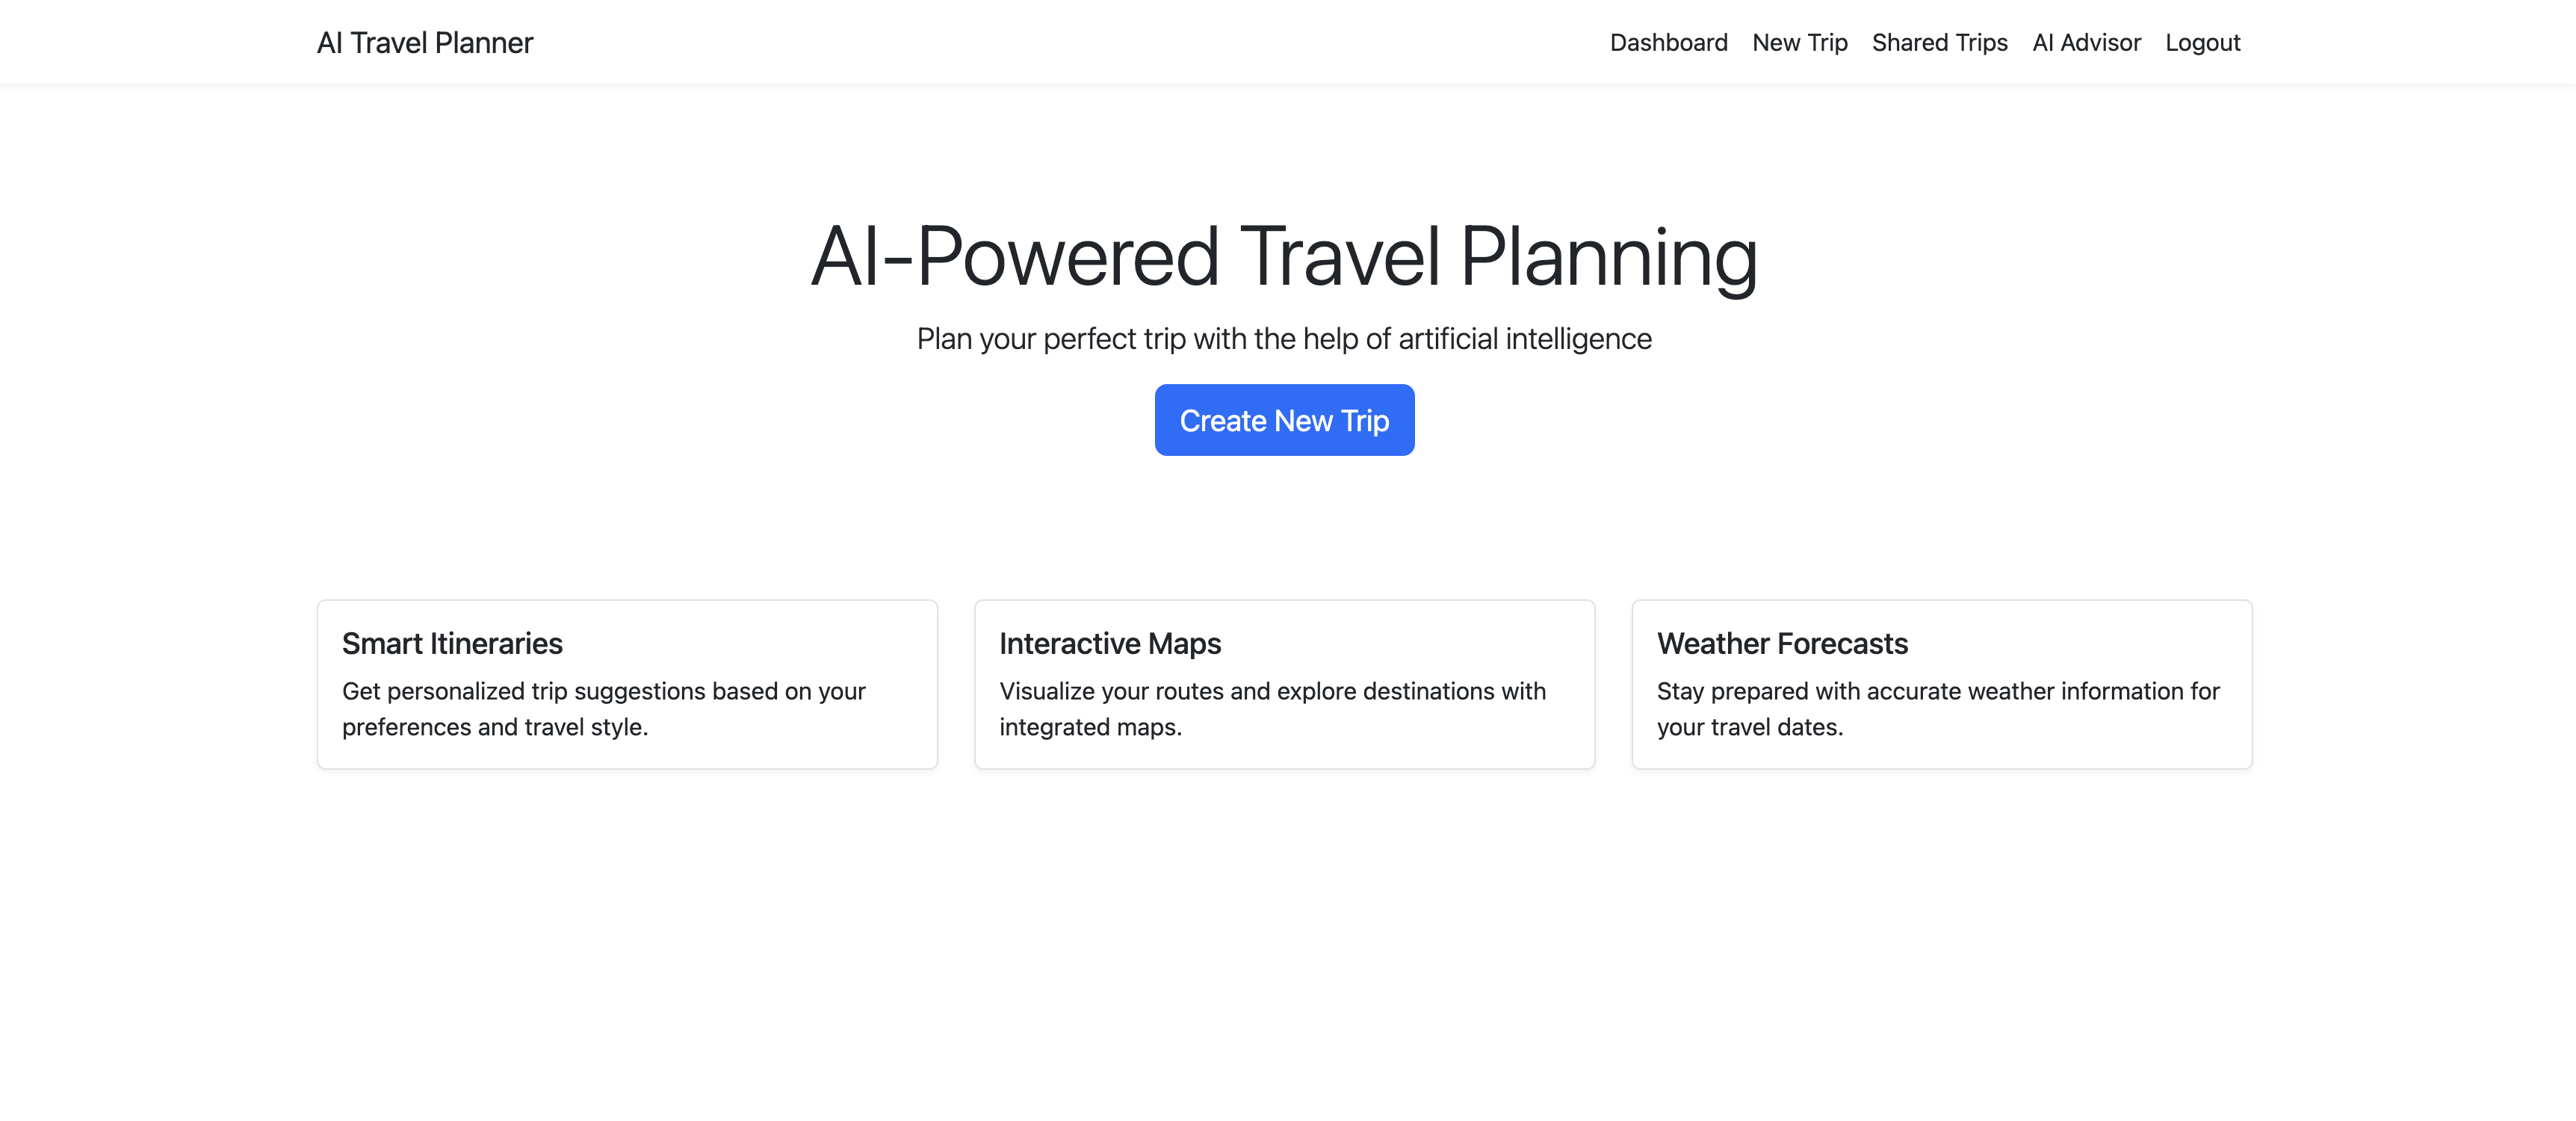 AI Travel Planner
Dashboard
New Trip
Shared Trips
AI Advisor
Logout
AI-Powered Travel Planning
Plan your perfect trip with the help of artificial intelligence
Create New Trip
Smart Itineraries
Get personalized trip suggestions based on your
preferences and travel style.
Interactive Maps
Visualize your routes and explore destinations with
integrated maps.
Weather Forecasts
Stay prepared with accurate weather information for
your travel dates.